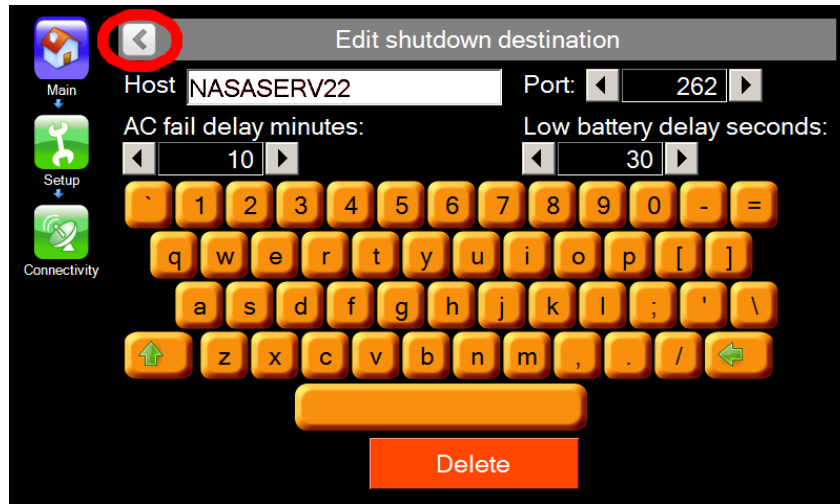 Edit shutdown destination
Main
Host NASASERV22 Port: 262
AC fail delay minutes: Low battery delay seconds:
10 30
Setup
Connectivity
` 1 2 3 4 5 6 7 8 9 0 - =
q w e r t y u i o p [ ]
a s d f g h j k l ; ' \
z x c v b n m , . /
Delete